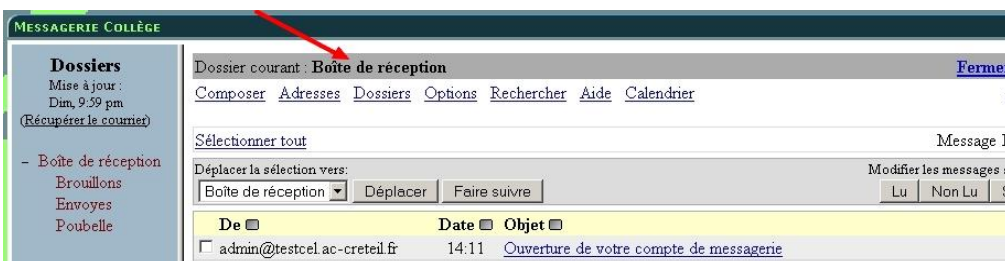 MESSAGERIE COLLÈGE
Dossiers
Mise à jour :
Dim, 9:59 pm
(Récupérer le courrier)
– Boîte de réception
Brouillons
Envoyes
Poubelle
Dossier courant : Boîte de réception
Composer Adresses Dossiers Options Rechercher Aide Calendrier
Sélectionner tout Message
Déplacer la sélection vers: Modifier les messages
Boîte de réception Déplacer Faire suivre Lu Non Lu
De Date Objet
admin@testcel.ac-creteil.fr 14:11 Ouverture de votre compte de messagerie